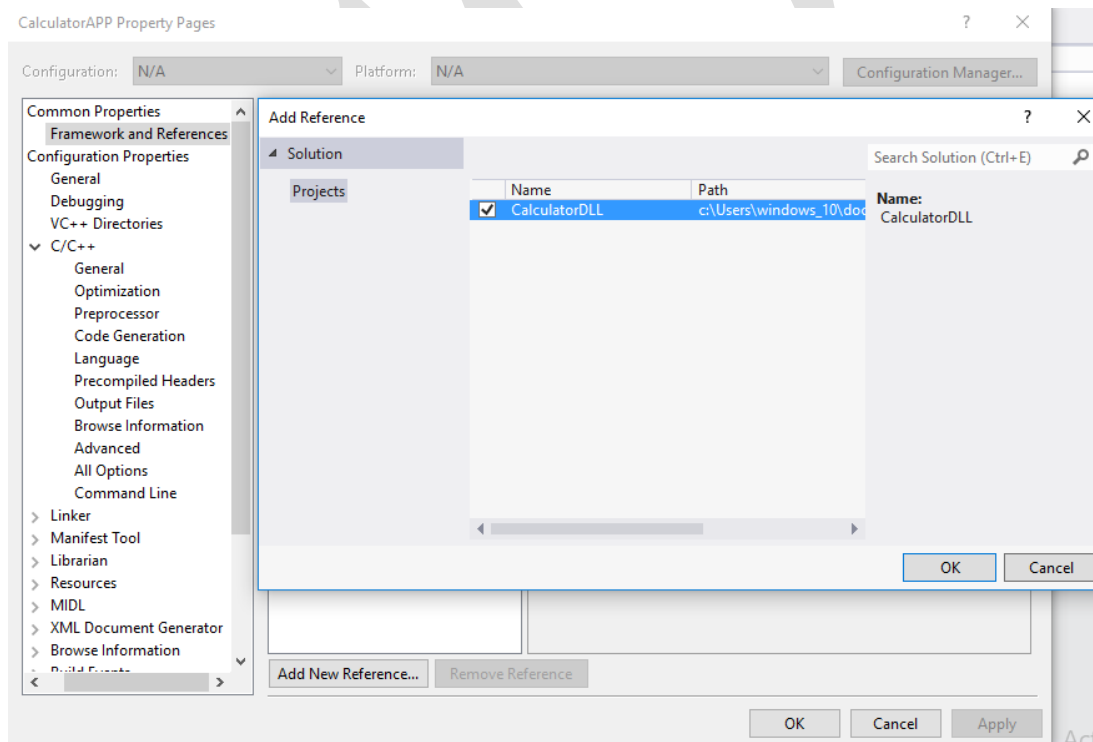 CalculatorAPP Property Pages
?
Configuration: N/A Platform: N/A Configuration Manager...
Common Properties
Framework and References
Configuration Properties
General
Debugging
VC++ Directories
C/C++
General
Optimization
Preprocessor
Code Generation
Language
Precompiled Headers
Output Files
Browse Information
Advanced
All Options
Command Line
Linker
Manifest Tool
Librarian
Resources
MIDL
XML Document Generator
Browse Information
Add Reference ?
Solution
Search Solution (Ctrl+E)
Projects
Name Path
CalculatorDLL c:\Users\windows_10\doc
Name:
CalculatorDLL
OK Cancel
Add New Reference... Remove Reference
OK Cancel Apply